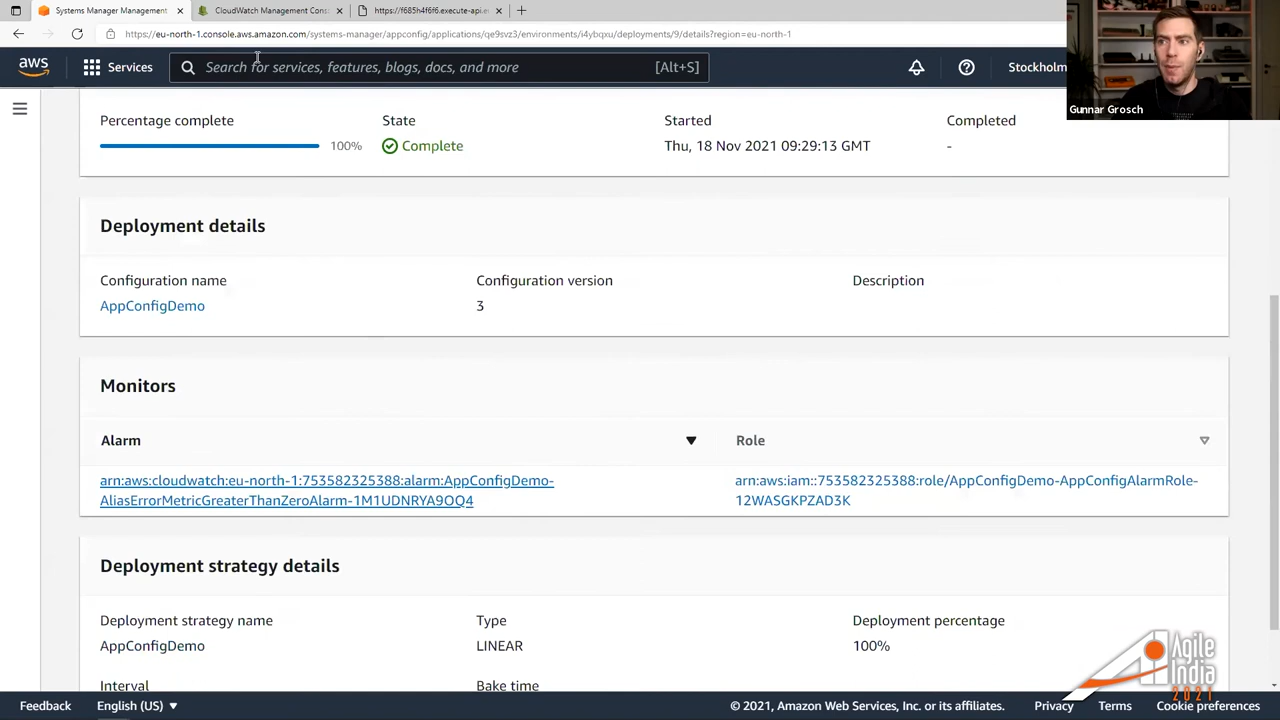 Systems Manager Management
CloudWatch Management Cons
https://f685h4f6f6.execute-api.eu
https://eu-north-1.console.aws.amazon.com/systems-manager/appconfig/applications/qe9svz3/environments/i4ybqxu/deployments/9/details?region=eu-north-1
aws
Services
Search for services, features, blogs, docs, and more
[Alt+S]
Stockholm
Gunnar Grosch
Percentage complete
State
Started
Completed
100%
Complete
Thu, 18 Nov 2021 09:29:13 GMT
-
Deployment details
Configuration name
Configuration version
Description
AppConfigDemo
3
Monitors
Alarm
Role
arn:aws:cloudwatch:eu-north-1:753582325388:alarm:AppConfigDemo-
AliasErrorMetricGreaterThanZeroAlarm-1M1UDNRYA9OQ4
arn:aws:iam::753582325388:role/AppConfigDemo-AppConfigAlarmRole-
12WASGKPZAD3K
Deployment strategy details
Deployment strategy name
Type
Deployment percentage
AppConfigDemo
LINEAR
100%
Interval
Bake time
Agile
India
2021
Feedback
English (US)
© 2021, Amazon Web Services, Inc. or its affiliates.
Privacy
Terms
Cookie preferences